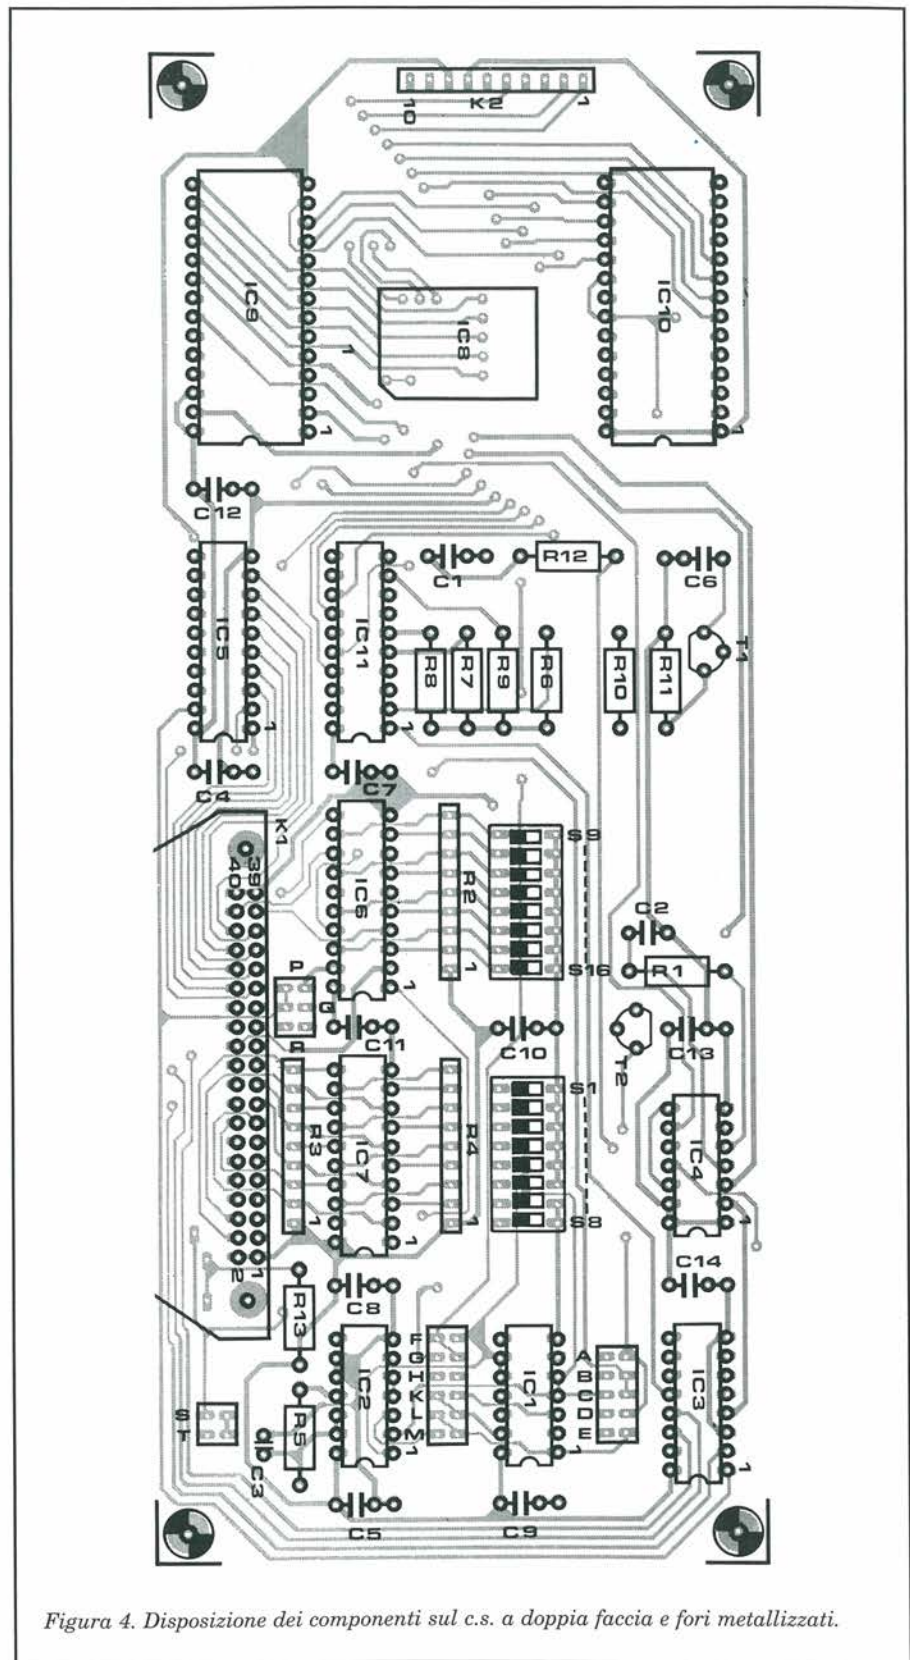 10 K2 1
IC9
1
1
IC8
IC10
1
C12
IC5
1
IC11
1
C1
R12
C6
R8
R7
R9
R6
R10
R11
T1
C4
C7
K1
40 39
IC6
1
R2
1
S9
S16
C2
R1
P
Q
R
C11
C10
T2
C13
R3
1
IC7
1
R4
1
S1
S8
IC4
1
2 1
R13
C8
C14
F
G
H
K
L
M
IC2
1
IC1
1
A
B
C
D
E
IC3
1
S
T
C3
R5
C5
C9
Figura 4. Disposizione dei componenti sul c.s. a doppia faccia e fori metallizzati.